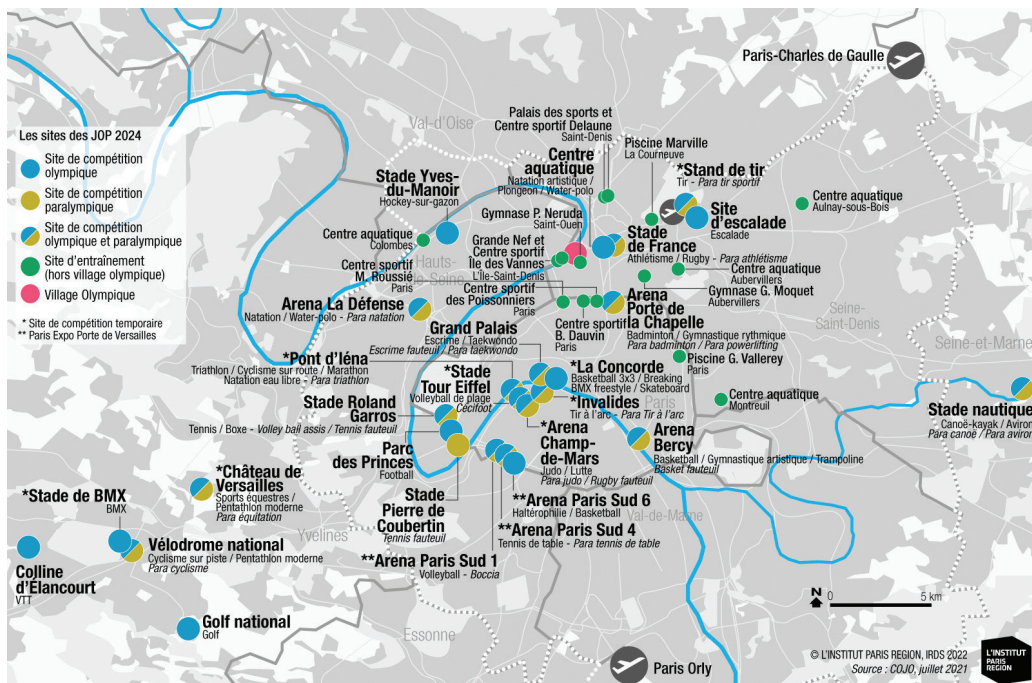 Paris-Charles de Gaulle
Les sites des JOP 2024
Site de compétition
olympique
Site de compétition
paralympique
Site de compétition
olympique et paralympique
Site d'entraînement
(hors village olympique)
Village Olympique
* Site de compétition temporaire
** Paris Expo Porte de Versailles
Val-d'Oise
Palais des sports et
Centre sportif Delaune
Saint-Denis
Piscine Marville
La Courneuve
Centre
aquatique
Natation artistique /
Plongeon / Water-polo
*Stand de tir
Tir - Para tir sportif
Stade Yves-
du-Manoir
Hockey-sur-gazon
Centre aquatique
Aulnay-sous-Bois
Site
d'escalade
Escalade
Gymnase P. Neruda
Saint-Ouen
Centre aquatique
Colombes
Stade
de France
Athlétisme / Rugby - Para athlétisme
Grande Nef et
Centre sportif
Île des Vannes
L'Île-Saint-Denis
Centre sportif
M. Roussié
Paris
Hauts-
de-Seine
Centre aquatique
Aubervilliers
Gymnase G. Moquet
Aubervilliers
Centre sportif
des Poissonniers
Paris
Arena La Défense
Natation / Water-polo - Para natation
Arena
Porte de
la Chapelle
Badminton / Gymnastique rythmique
Para badminton / Para powerlifting
Seine-
Saint-Denis
Centre sportif
B. Dauvin
Paris
Grand Palais
Escrime / Taekwondo
Escrime fauteuil / Para taekwondo
Seine-et-Marne
*Pont d'Iéna
Triathlon / Cyclisme sur route / Marathon
Natation eau libre - Para triathlon
Piscine G. Vallerey
Paris
*La Concorde
Basketball 3x3 / Breaking
BMX freestyle / Skateboard
*Stade
Tour Eiffel
Volleyball de plage
Cécifoot
*Invalides
Tir à l'arc - Para Tir à l'arc
Paris
Centre aquatique
Montreuil
Stade nautique
Canoë-kayak / Aviron
Para canoë / Para aviron
Stade Roland
Garros
Tennis / Boxe - Volley ball assis / Tennis fauteuil
*Arena
Champ-
de-Mars
Judo / Lutte
Para judo / Rugby fauteuil
Arena
Bercy
Basketball / Gymnastique artistique / Trampoline
Basket fauteuil
Parc
des Princes
Football
*Château de
Versailles
Sports équestres /
Pentathlon moderne
Para équitation
*Stade de BMX
BMX
Stade
Pierre de
Coubertin
Tennis fauteuil
**Arena Paris Sud 6
Haltérophilie / Basketball
Val-de-Marne
**Arena Paris Sud 4
Tennis de table - Para tennis de table
Yvelines
Vélodrome national
Cyclisme sur piste / Pentathlon moderne
Para cyclisme
**Arena Paris Sud 1
Volleyball - Boccia
Colline
d'Élancourt
VTT
N
0
5 km
Golf national
Golf
Essonne
Paris Orly
© L'INSTITUT PARIS REGION, IRDS 2022
Source : COJO, juillet 2021
L'INSTITUT
PARIS
REGION